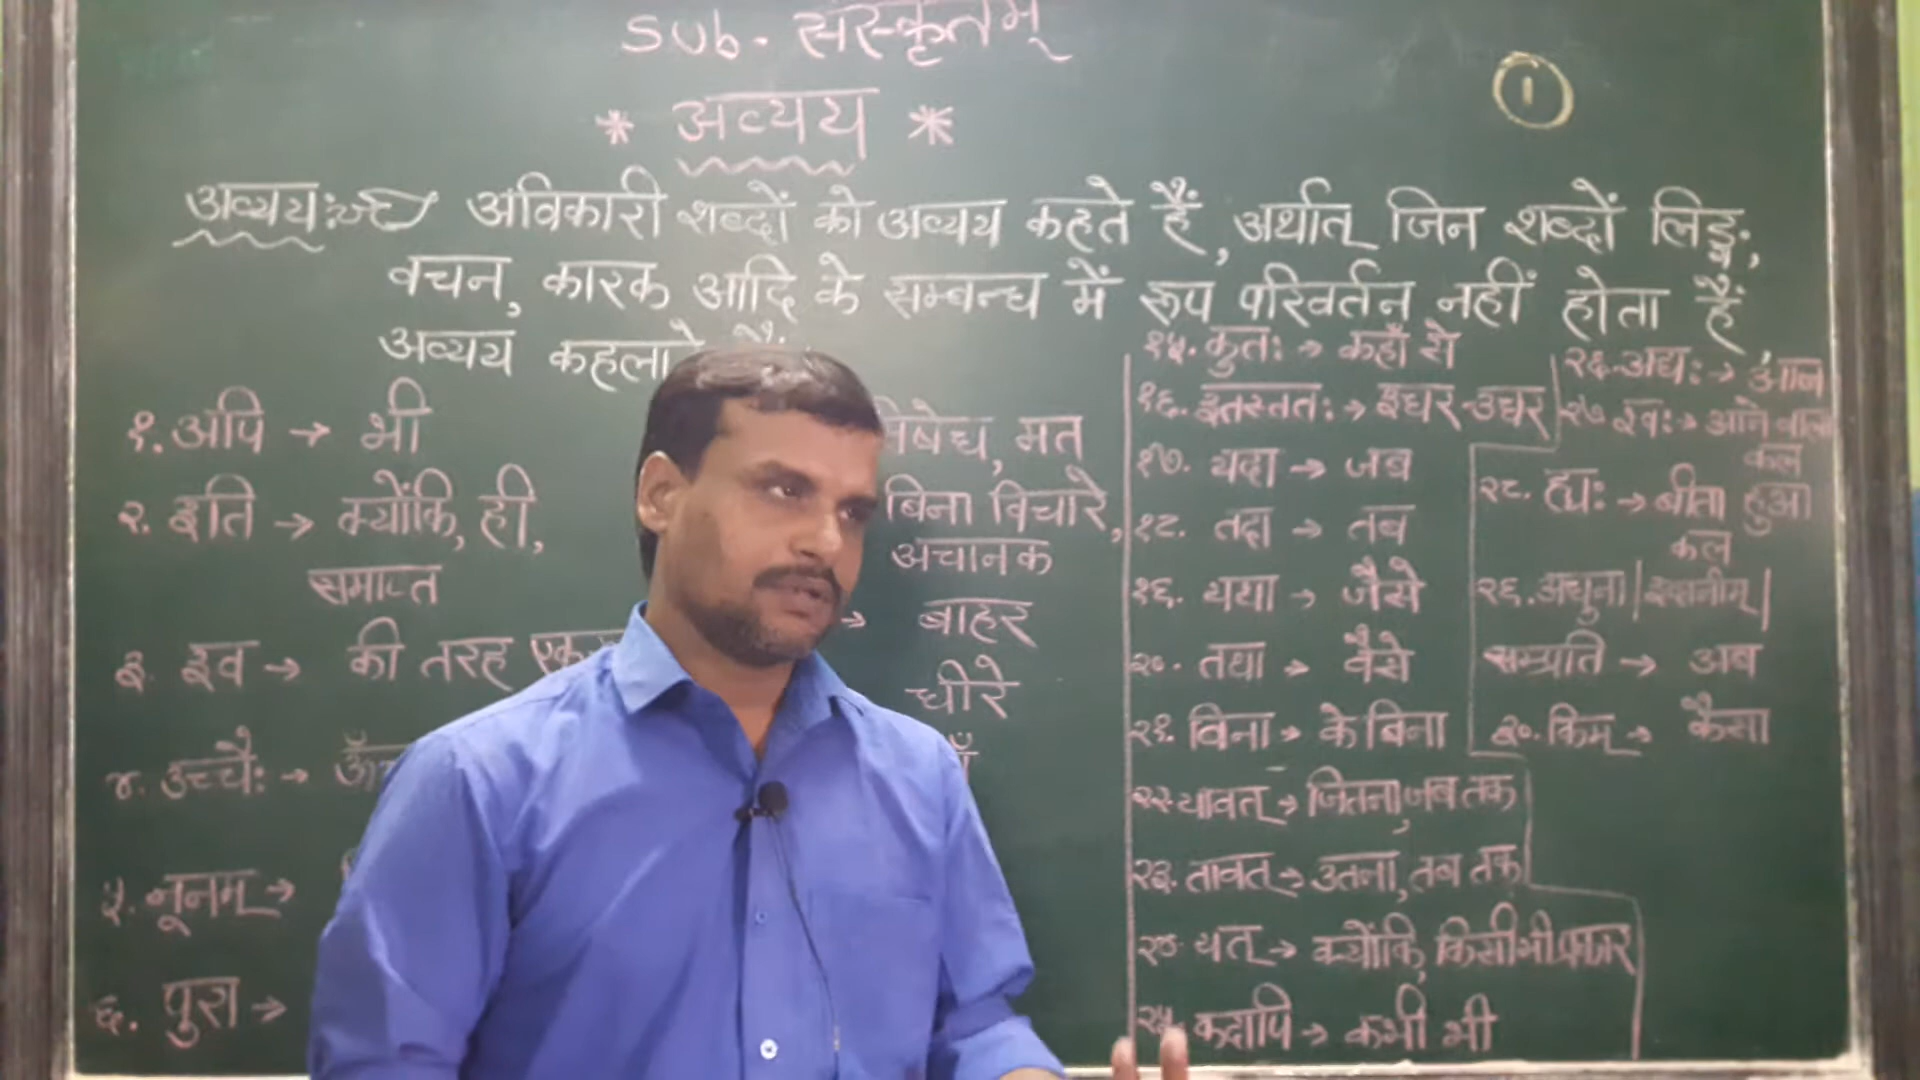 Sub - संस्कृतम्
* अव्यय *
१
अव्यय:- अविकारी शब्दों को अव्यय कहते हैं, अर्थात् जिन शब्दों लिङ्ग,
वचन, कारक आदि के सम्बन्ध में रूप परिवर्तन नहीं होता हैं,
अव्यय कहलाते
१. अपि → भी
२. इति → क्योंकि, ही,
समाप्त
३. इव → की तरह
४. उच्चै: →
५. नूनम् →
६. पुरा →
निषेध, मत
बिना विचारे,
अचानक
→ बाहर
धीरे
१५. कुत: → कहाँ से
१६. इतस्तत: → इधर-उधर
१७. यदा → जब
१८. तदा → तब
१९. यथा → जैसे
२०. तथा → वैसे
२१. विना → के बिना
२२. यावत् → जितना, जब तक
२३. तावत् → उतना, तब तक
२४. यत् → क्योंकि, किसी भी प्रकार
२५. कदापि → कभी भी
२६. अद्य: → आज
२७. श्व: → आने वाला
कल
२८. ह्य: → बीता हुआ
कल
२९. अधुना | इदानीम् |
सम्प्रति → अब
३०. किम् → कैसा